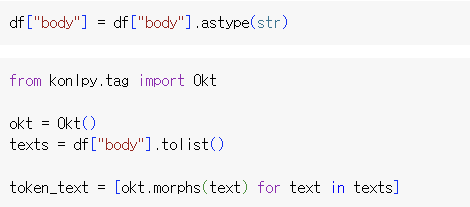 df["body"] = df["body"].astype(str)
from konlpy.tag import Okt
okt = Okt()
texts = df["body"].tolist()
token_text = [okt.morphs(text) for text in texts]